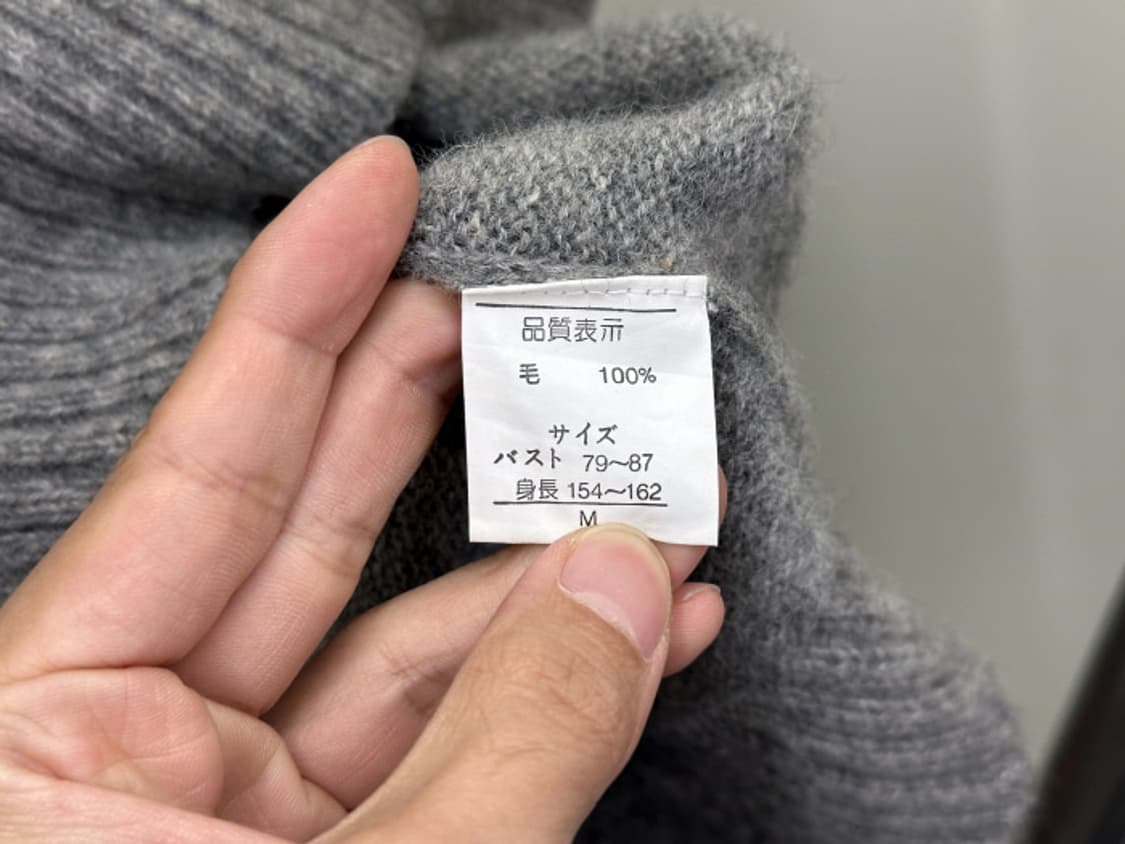 品質表示
毛 100%
サイズ
バスト 79〜87
身長 154〜162
M